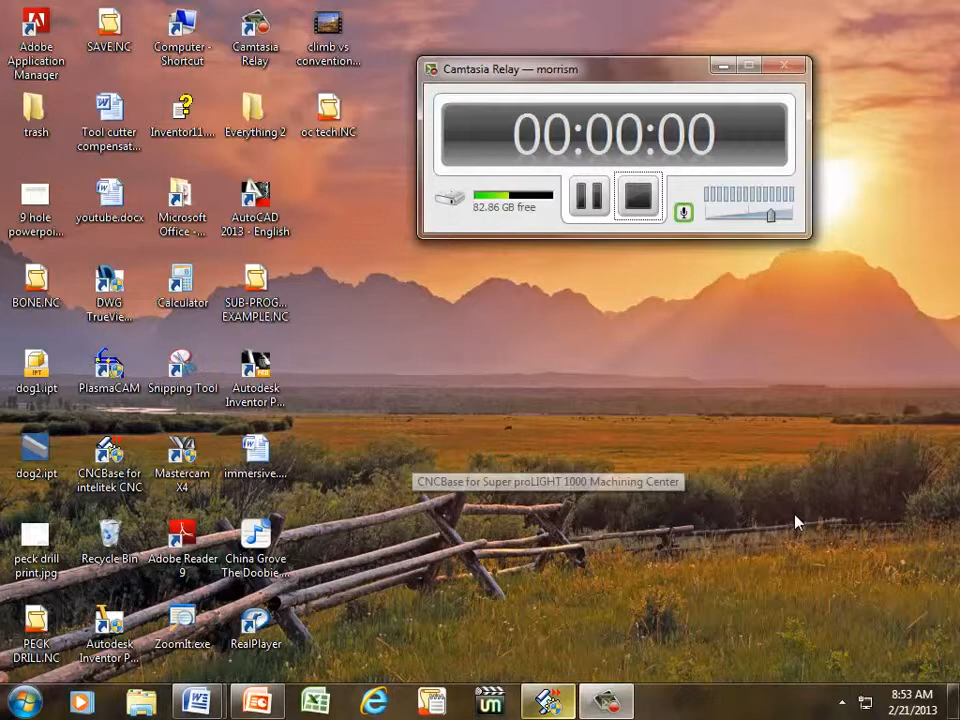 Adobe
Application
Manager
SAVE.NC
Computer -
Shortcut
Camtasia
Relay
climb vs
convention...
trash
Tool cutter
compensat...
Inventor11....
Everything 2
oc tech.NC
9 hole
powerpoi...
youtube.docx
Microsoft
Office -...
AutoCAD
2013 - English
BONE.NC
DWG
TrueVie...
Calculator
SUB-PROG...
EXAMPLE.NC
dog1.ipt
PlasmaCAM
Snipping Tool
Autodesk
Inventor P...
dog2.ipt
CNCBase for
intelitek CNC
Mastercam
X4
immersive....
peck drill
print.jpg
Recycle Bin
Adobe Reader
9
China Grove
The Doobie...
PECK
DRILL.NC
Autodesk
Inventor P...
ZoomIt.exe
RealPlayer
Camtasia Relay — morrism
00:00:00
82.86 GB free
CNCBase for Super proLIGHT 1000 Machining Center
8:53 AM
2/21/2013